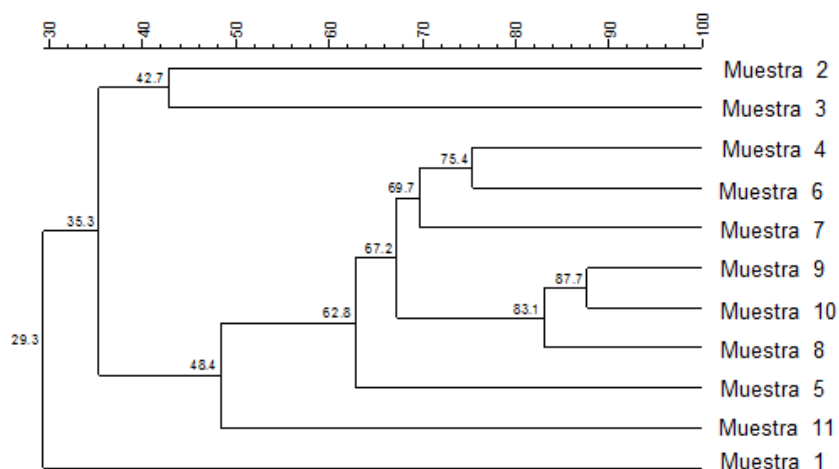 30 40 50 60 70 80 90 100
42.7 Muestra 2
Muestra 3
75.4 Muestra 4
69.7 Muestra 6
35.3 Muestra 7
67.2 87.7 Muestra 9
62.8 83.1 Muestra 10
29.3 Muestra 8
48.4 Muestra 5
Muestra 11
Muestra 1